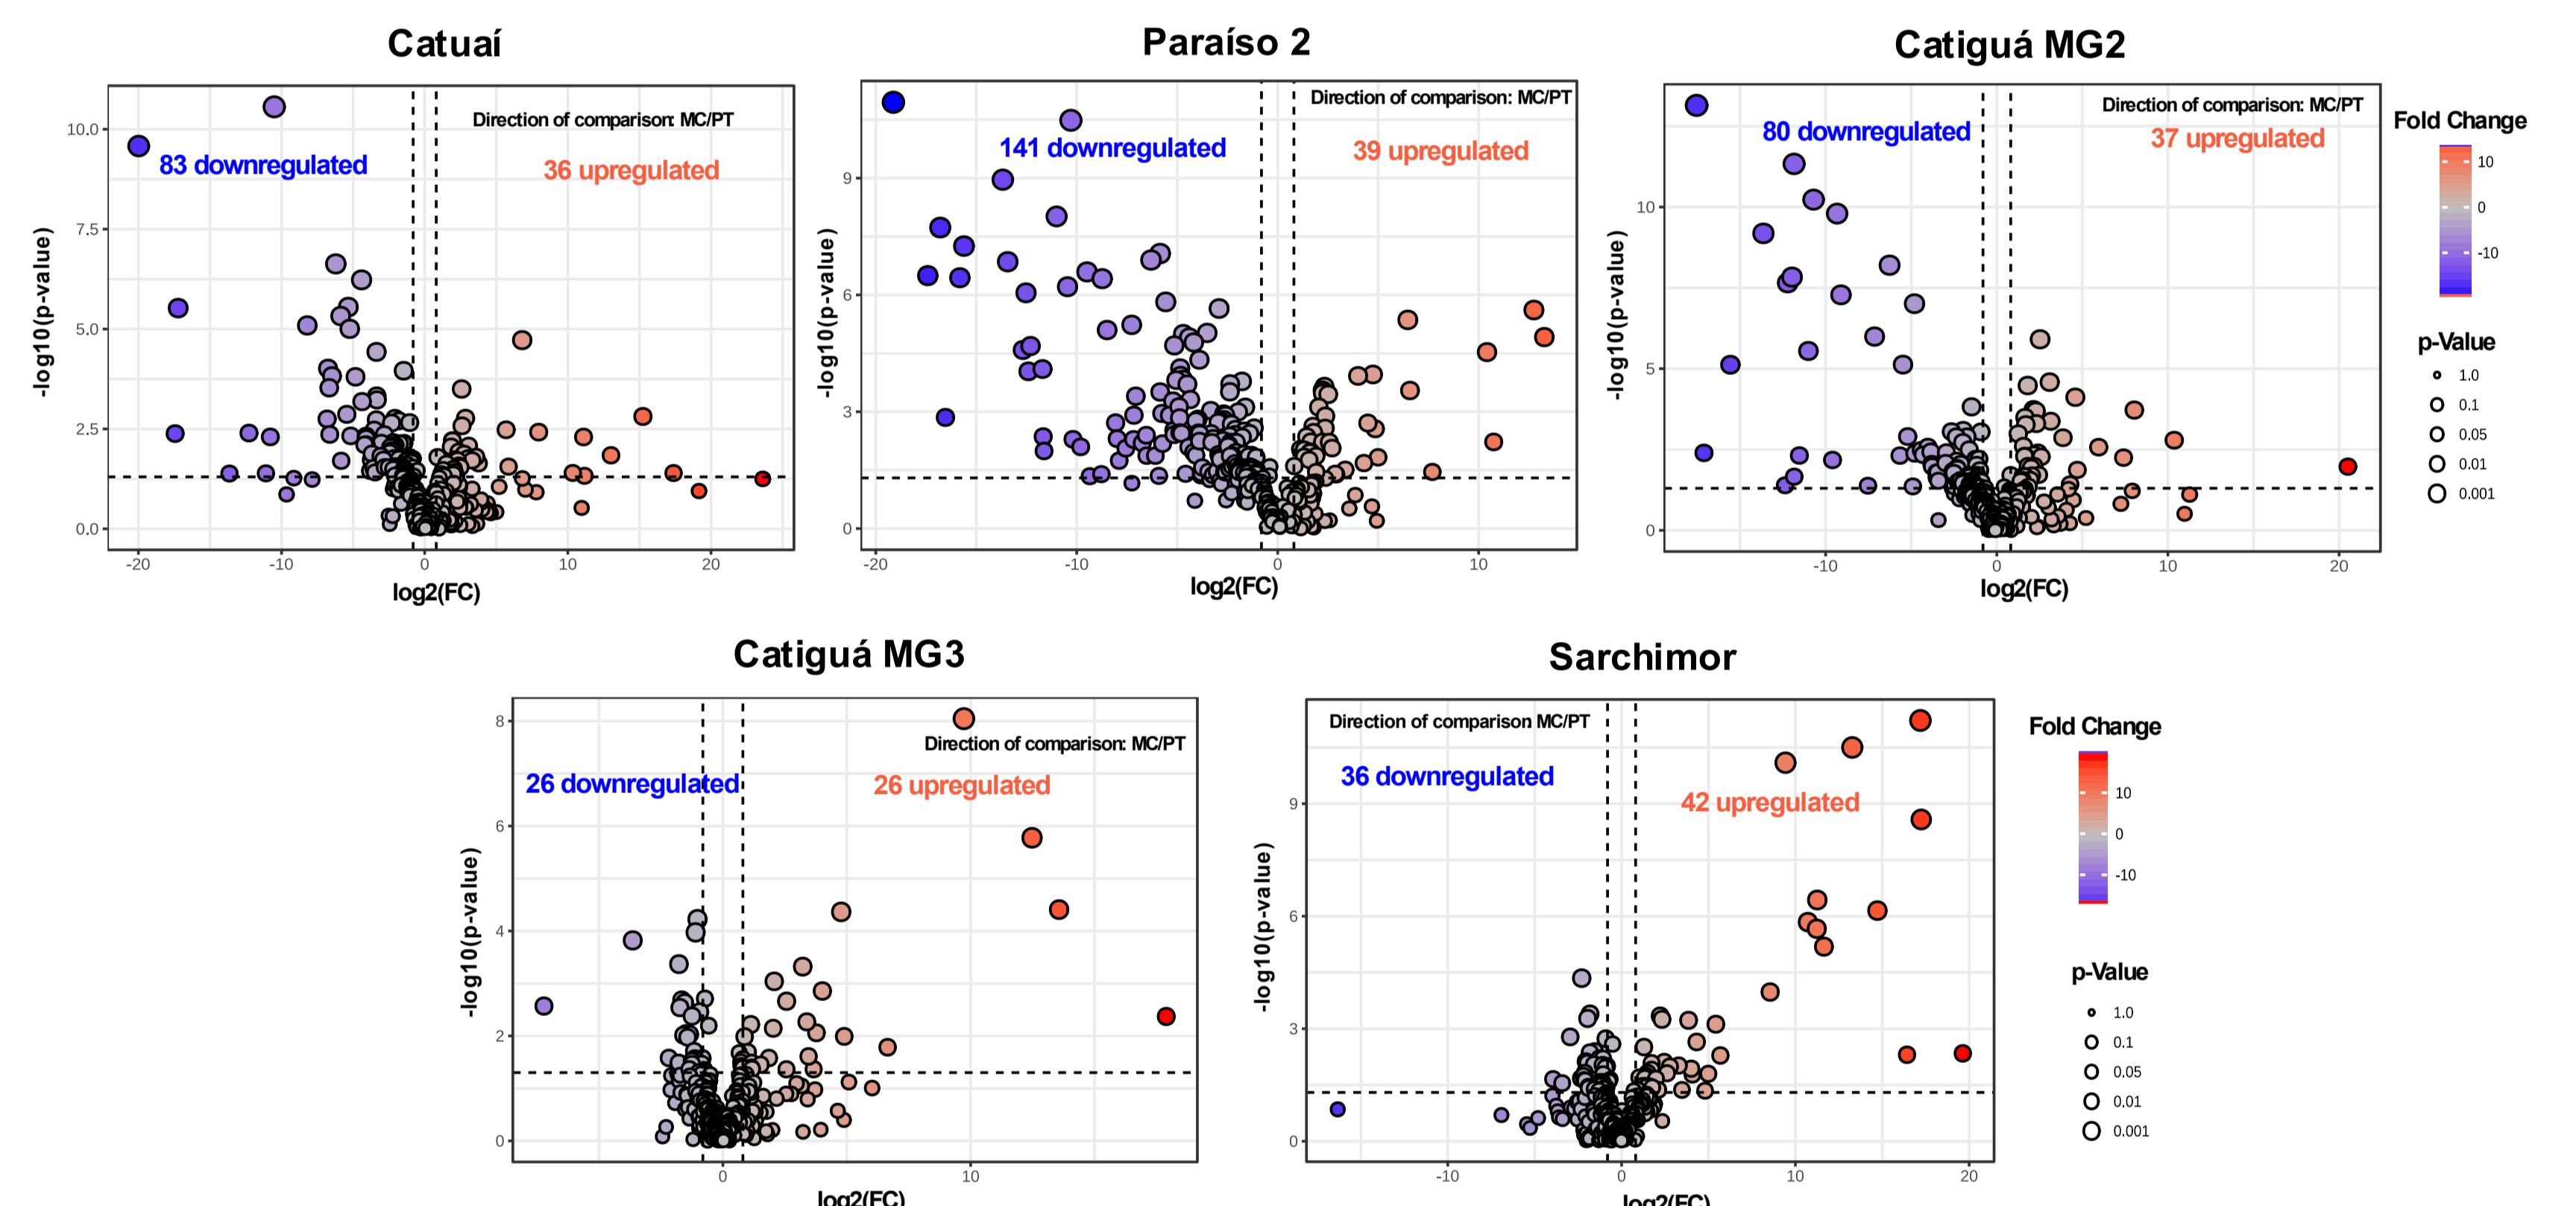 Catuaí
Direction of comparison: MC/PT
83 downregulated
36 upregulated
-log10(p-value)
10.0
7.5
5.0
2.5
0.0
-20
-10
0
10
20
log2(FC)
Paraíso 2
Direction of comparison: MC/PT
141 downregulated
39 upregulated
-log10(p-value)
9
6
3
0
-20
-10
0
10
log2(FC)
Catiguá MG2
Direction of comparison: MC/PT
80 downregulated
37 upregulated
-log10(p-value)
10
5
0
-10
0
10
20
log2(FC)
Fold Change
10
0
-10
p-Value
1.0
0.1
0.05
0.01
0.001
Catiguá MG3
Direction of comparison: MC/PT
26 downregulated
26 upregulated
-log10(p-value)
8
6
4
2
0
0
10
log2(FC)
Sarchimor
Direction of comparison MC/PT
36 downregulated
42 upregulated
-log10(p-value)
9
6
3
0
-10
0
10
20
log2(FC)
Fold Change
10
0
-10
p-Value
1.0
0.1
0.05
0.01
0.001